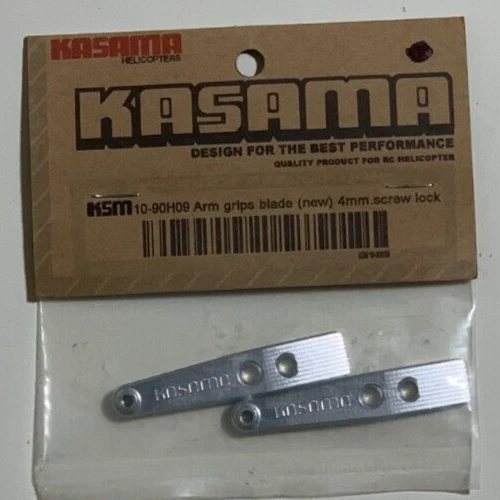 KASAMA
HELICOPTERS
KASAMA
DESIGN FOR THE BEST PERFORMANCE
QUALITY PRODUCT FOR RC HELICOPTER
KSM 10-90H09 Arm grips blade (new) 4mm.screw lock
KASAMA
KASAMA